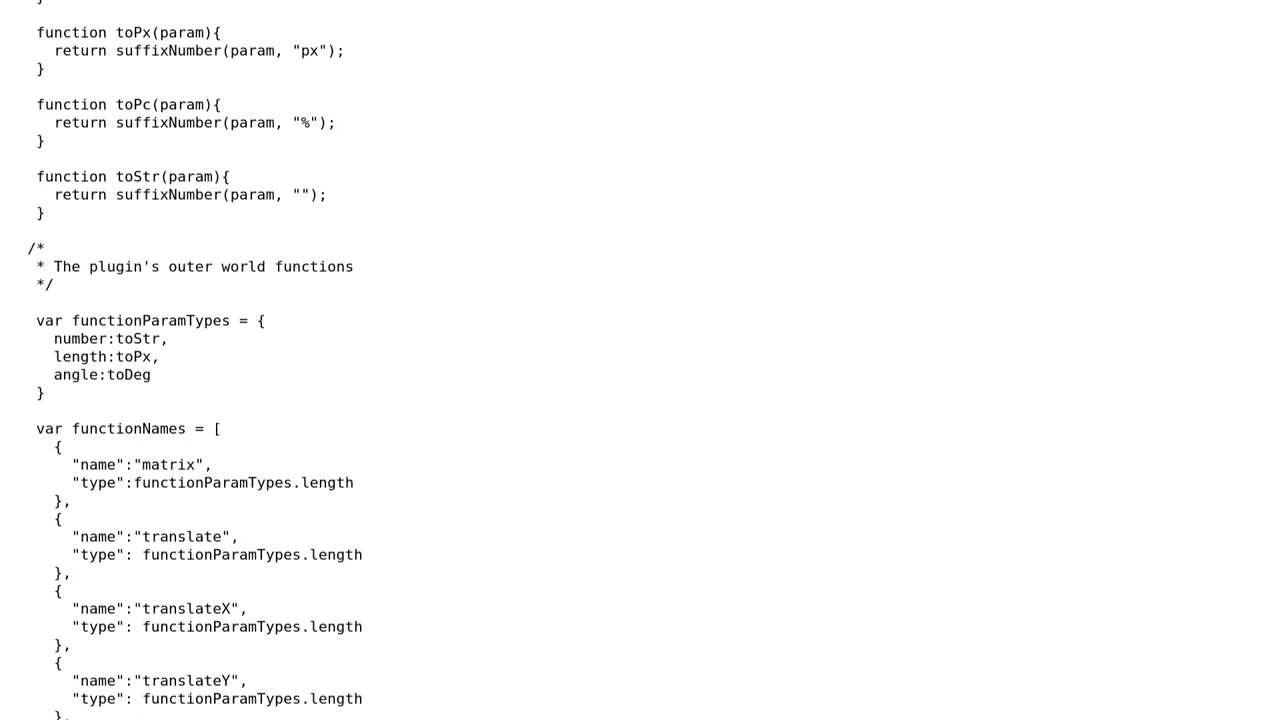 }
function toPx(param){
return suffixNumber(param, "px");
}
function toPc(param){
return suffixNumber(param, "%");
}
function toStr(param){
return suffixNumber(param, "");
}
/*
* The plugin's outer world functions
*/
var functionParamTypes = {
number:toStr,
length:toPx,
angle:toDeg
}
var functionNames = [
{
"name":"matrix",
"type":functionParamTypes.length
},
{
"name":"translate",
"type": functionParamTypes.length
},
{
"name":"translateX",
"type": functionParamTypes.length
},
{
"name":"translateY",
"type": functionParamTypes.length
},